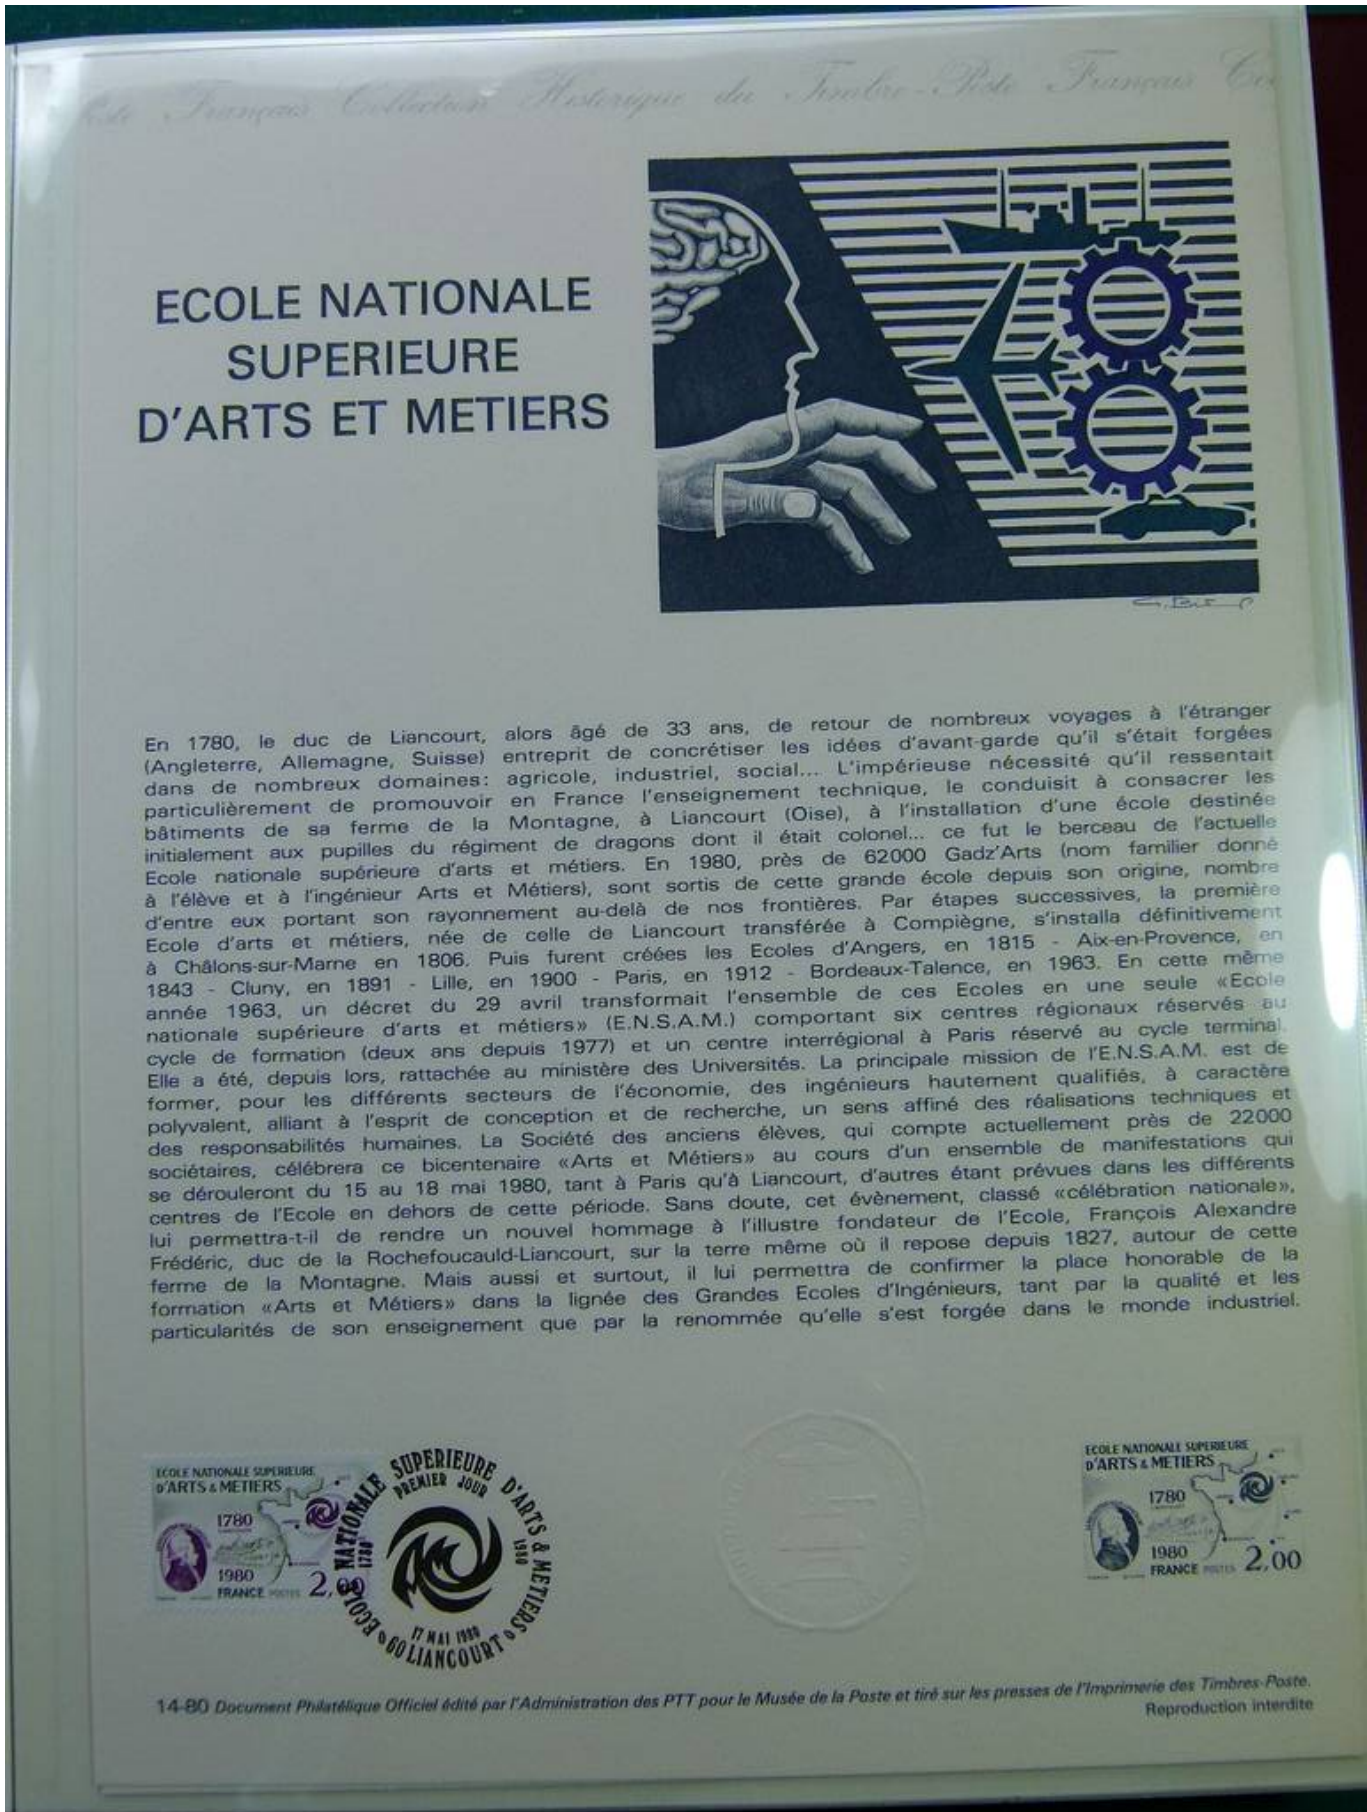 Poste Français Collection Historique du Timbre-Poste Français
ECOLE NATIONALE
SUPERIEURE
D'ARTS ET METIERS
En 1780, le duc de Liancourt, alors âgé de 33 ans, de retour de nombreux voyages à l'étranger
(Angleterre, Allemagne, Suisse) entreprit de concrétiser les idées d'avant-garde qu'il s'était forgées
dans de nombreux domaines: agricole, industriel, social... L'impérieuse nécessité qu'il ressentait
particulièrement de promouvoir en France l'enseignement technique, le conduisit à consacrer les
bâtiments de sa ferme de la Montagne, à Liancourt (Oise), à l'installation d'une école destinée
initialement aux pupilles du régiment de dragons dont il était colonel... ce fut le berceau de l'actuelle
Ecole nationale supérieure d'arts et métiers. En 1980, près de 62000 Gadz'Arts (nom familier donné
à l'élève et à l'ingénieur Arts et Métiers), sont sortis de cette grande école depuis son origine, nombre
d'entre eux portant son rayonnement au-delà de nos frontières. Par étapes successives, la première
Ecole d'arts et métiers, née de celle de Liancourt transférée à Compiègne, s'installa définitivement
à Châlons-sur-Marne en 1806. Puis furent créées les Ecoles d'Angers, en 1815 - Aix-en-Provence, en
1843 - Cluny, en 1891 - Lille, en 1900 - Paris, en 1912 - Bordeaux-Talence, en 1963. En cette même
année 1963, un décret du 29 avril transformait l'ensemble de ces Ecoles en une seule «Ecole
nationale supérieure d'arts et métiers» (E.N.S.A.M.) comportant six centres régionaux réservés au
cycle de formation (deux ans depuis 1977) et un centre interrégional à Paris réservé au cycle terminal.
Elle a été, depuis lors, rattachée au ministère des Universités. La principale mission de l'E.N.S.A.M. est de
former, pour les différents secteurs de l'économie, des ingénieurs hautement qualifiés, à caractère
polyvalent, alliant à l'esprit de conception et de recherche, un sens affiné des réalisations techniques et
des responsabilités humaines. La Société des anciens élèves, qui compte actuellement près de 22000
sociétaires, célébrera ce bicentenaire «Arts et Métiers» au cours d'un ensemble de manifestations qui
se dérouleront du 15 au 18 mai 1980, tant à Paris qu'à Liancourt, d'autres étant prévues dans les différents
centres de l'Ecole en dehors de cette période. Sans doute, cet évènement, classé «célébration nationale»,
lui permettra-t-il de rendre un nouvel hommage à l'illustre fondateur de l'Ecole, François Alexandre
Frédéric, duc de la Rochefoucauld-Liancourt, sur la terre même où il repose depuis 1827, autour de cette
ferme de la Montagne. Mais aussi et surtout, il lui permettra de confirmer la place honorable de la
formation «Arts et Métiers» dans la lignée des Grandes Ecoles d'Ingénieurs, tant par la qualité et les
particularités de son enseignement que par la renommée qu'elle s'est forgée dans le monde industriel.
ECOLE NATIONALE SUPERIEURE
D'ARTS & METIERS
1780
1980
FRANCE POSTES 2,00
ECOLE NATIONALE SUPERIEURE D'ARTS & METIERS
PREMIER JOUR
1780
1980
17 MAI 1980
60 LIANCOURT
ECOLE NATIONALE SUPERIEURE
D'ARTS & METIERS
1780
1980
FRANCE POSTES 2,00
14-80 Document Philatélique Officiel édité par l'Administration des PTT pour le Musée de la Poste et tiré sur les presses de l'Imprimerie des Timbres-Poste.
Reproduction interdite